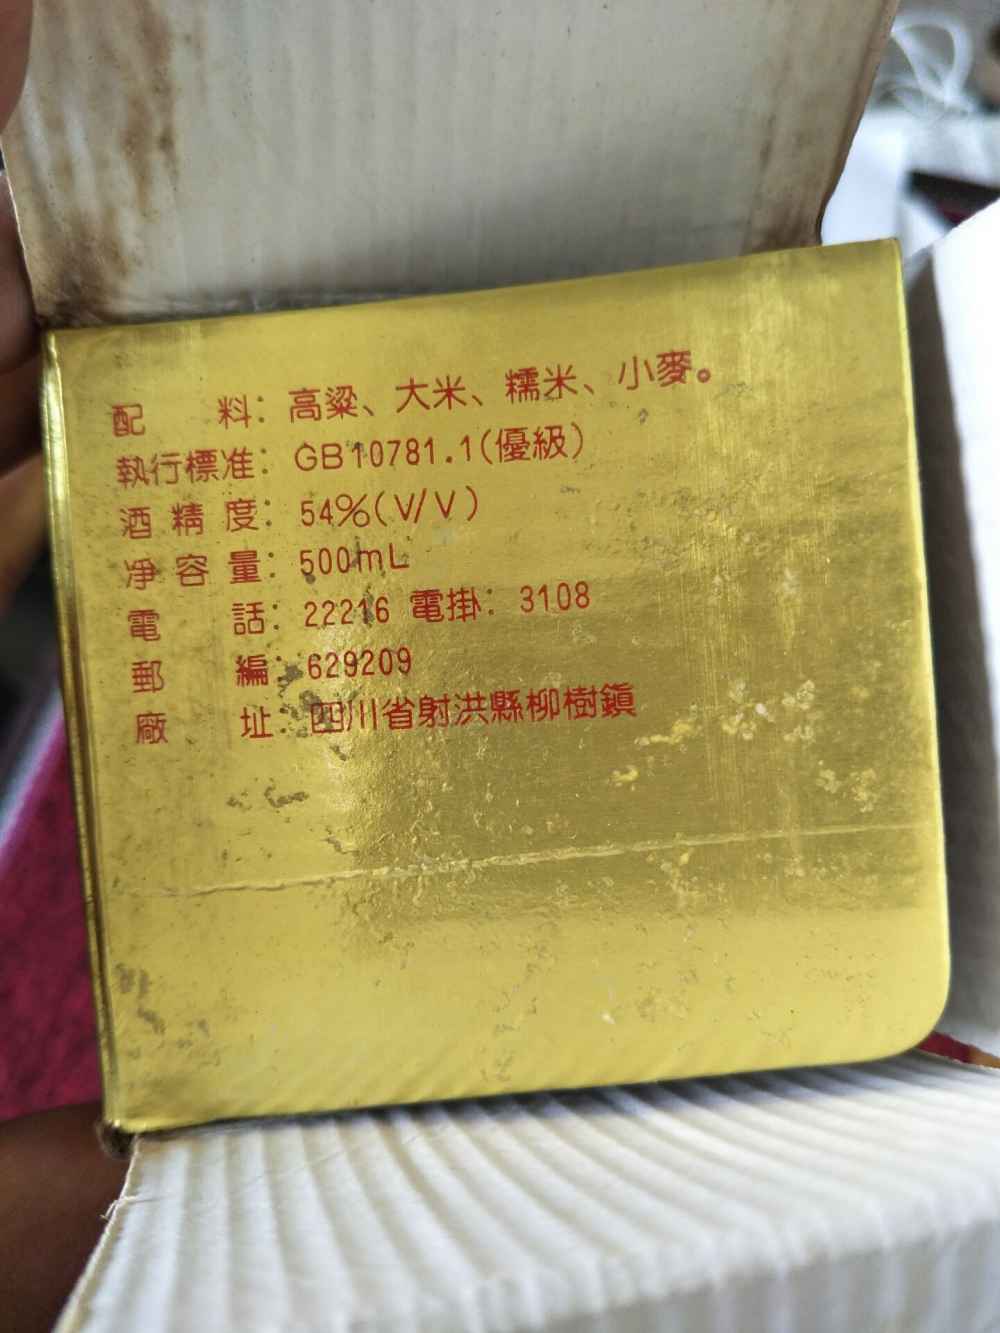 配　　料：高粱、大米、糯米、小麥。
執行標准：GB10781.1(優級)
酒 精 度：54%(V/V)
净 容 量：500mL
電　　話：22216 電掛：3108
郵　　編：629209
廠　　址：四川省射洪縣柳樹鎮